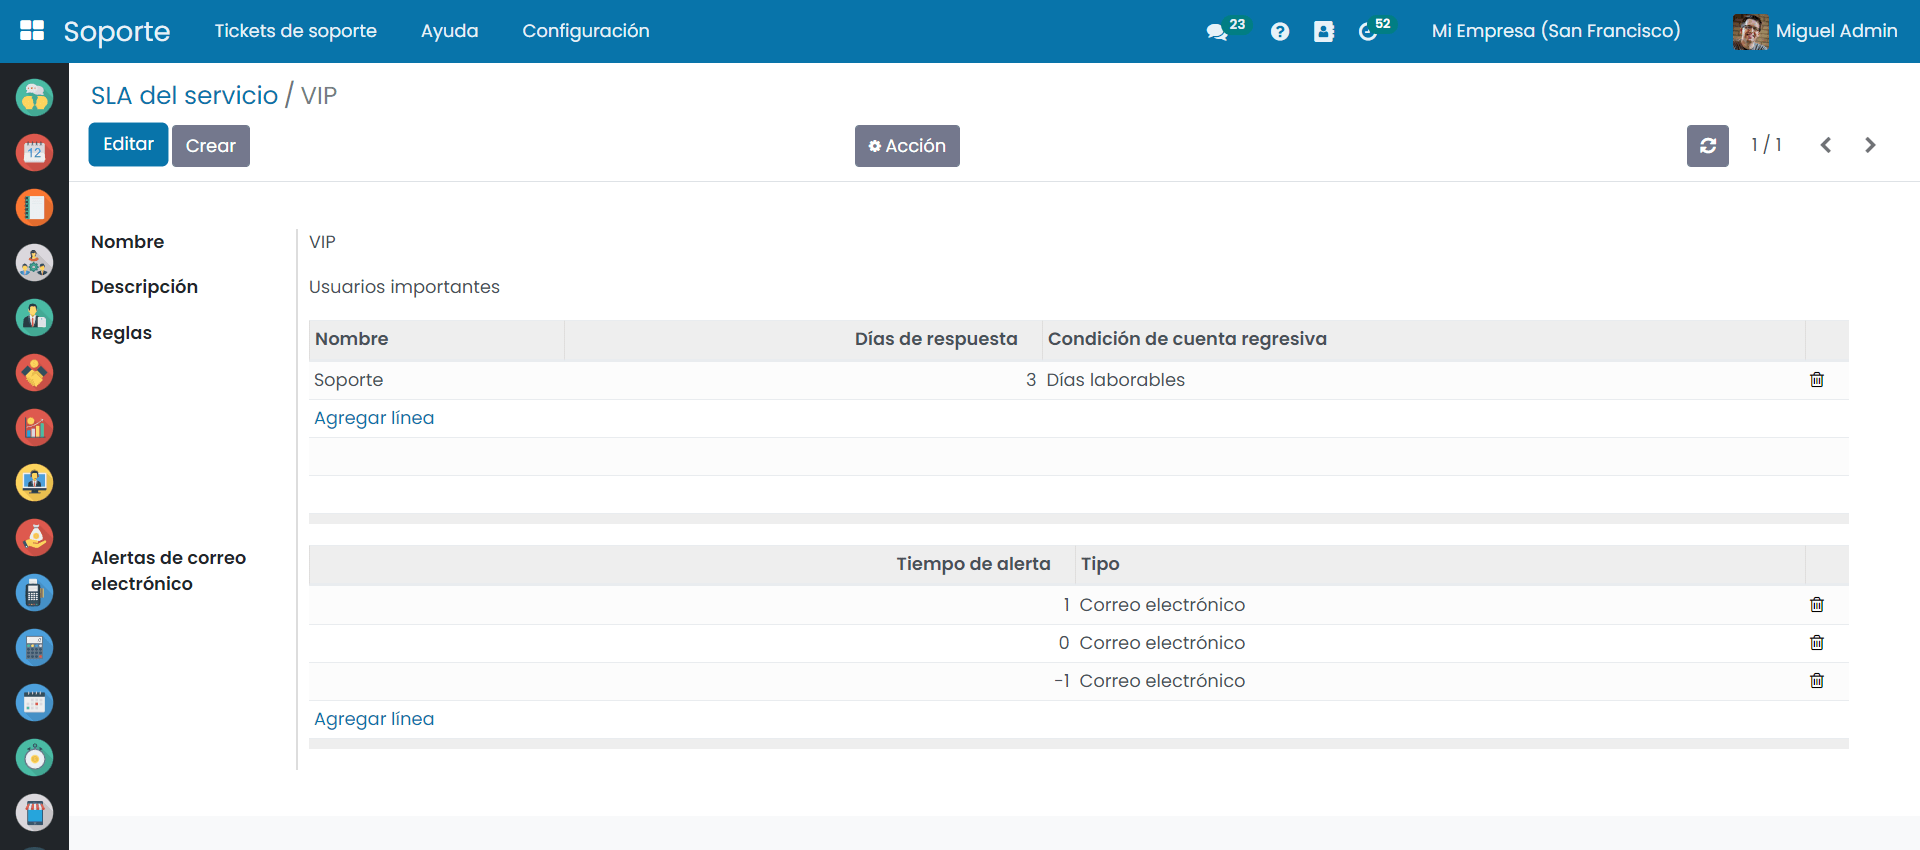 Soporte Tickets de soporte Ayuda Configuración 23 52 Mi Empresa (San Francisco) Miguel Admin
SLA del servicio / VIP
Editar Crear Acción 1 / 1
12
Nombre VIP
Descripción Usuarios importantes
Reglas
Nombre Días de respuesta Condición de cuenta regresiva
Soporte 3 Días laborables
Agregar línea
Alertas de correo electrónico
Tiempo de alerta Tipo
1 Correo electrónico
0 Correo electrónico
-1 Correo electrónico
Agregar línea